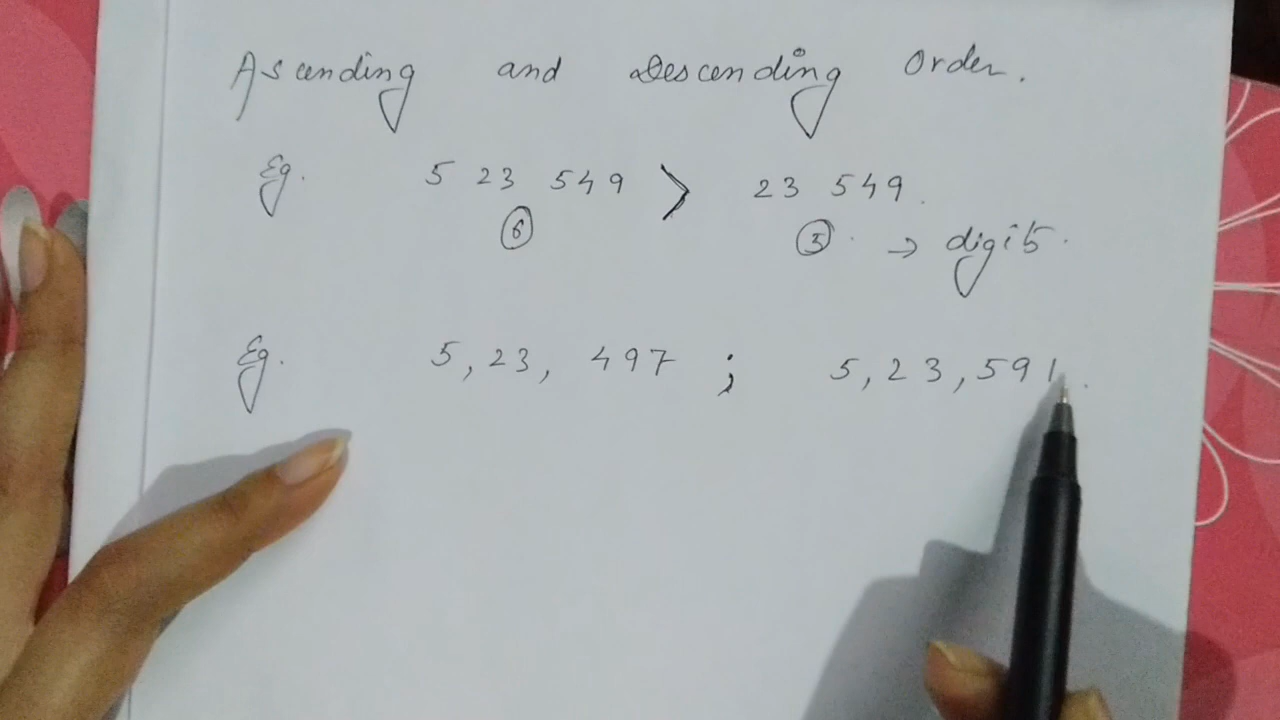 Ascending and Descending Order.
Eg. 5 23 549 > 23 549.
6 5 → digits.
Eg. 5,23, 497 ; 5,23,591.